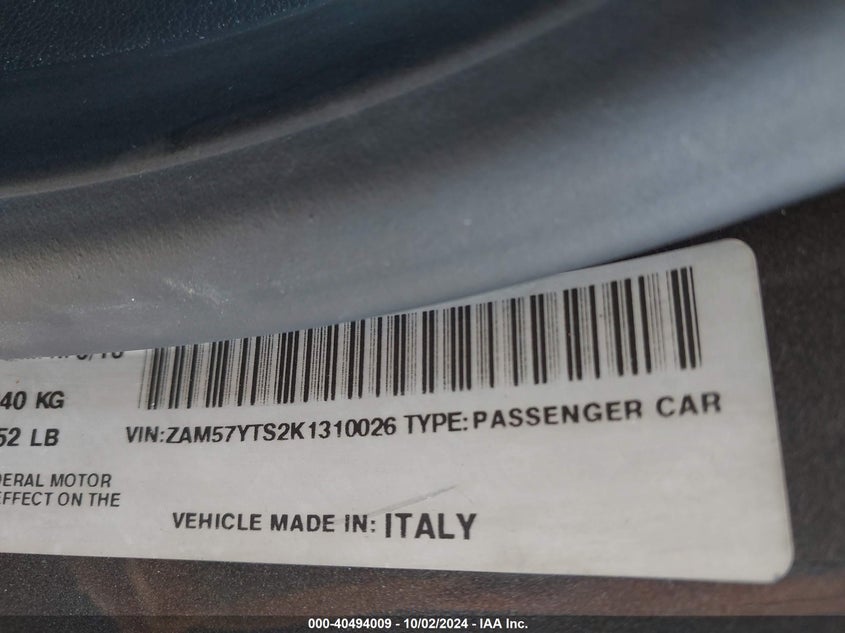 40 KG
52 LB
VIN:ZAM57YTS2K1310026 TYPE:PASSENGER CAR
DERAL MOTOR
EFFECT ON THE
VEHICLE MADE IN: ITALY
000-40494009 - 10/02/2024 - IAA Inc.